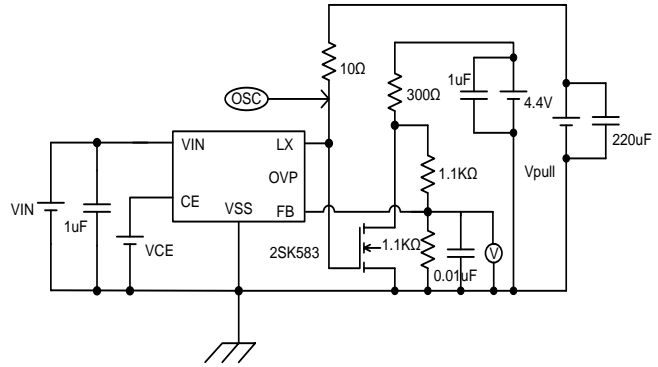 10Ω
1uF
4.4V
300Ω
OSC
220uF
VIN
LX
OVP
1.1KΩ
Vpull
CE
VSS
FB
VIN
1uF
VCE
2SK583
1.1KΩ
V
0.01uF